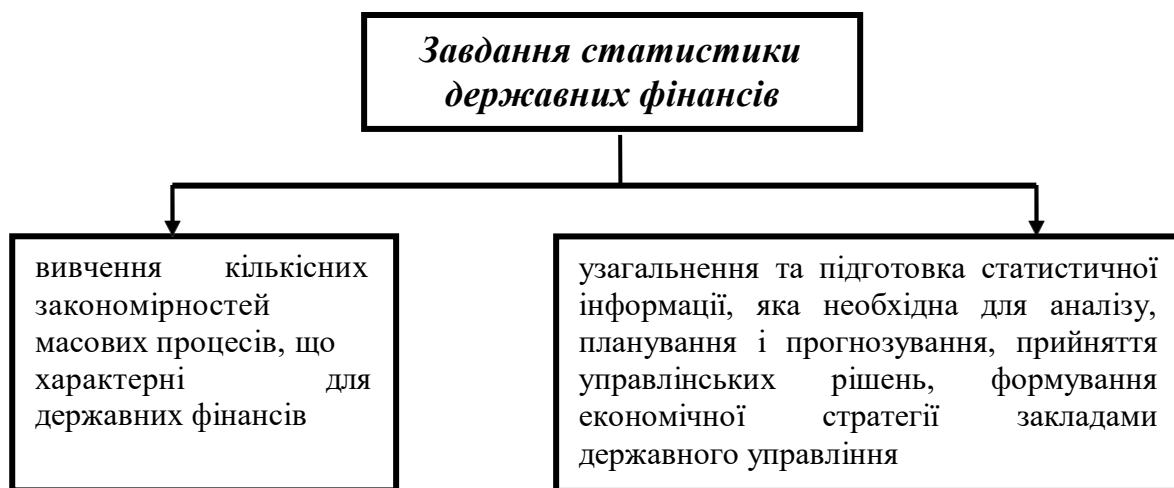 Завдання статистики
державних фінансів
вивчення кількісних
закономірностей
масових процесів, що
характерні для
державних фінансів
узагальнення та підготовка статистичної
інформації, яка необхідна для аналізу,
планування і прогнозування, прийняття
управлінських рішень, формування
економічної стратегії закладами
державного управління